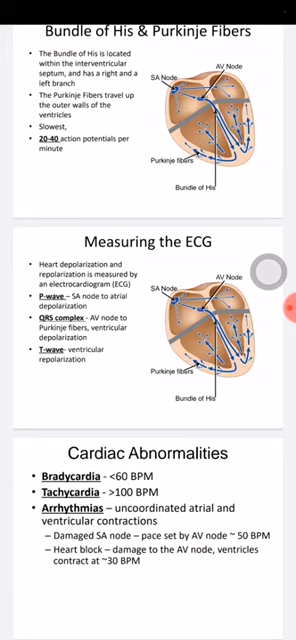 Bundle of His & Purkinje Fibers
• The Bundle of His is located
within the interventricular
septum, and has a right and a
left branch
• The Purkinje Fibers travel up
the outer walls of the
ventricles
• Slowest,
• 20-40 action potentials per
minute
AV Node
SA Node
Purkinje fibers
Bundle of His
Measuring the ECG
• Heart depolarization and
repolarization is measured by
an electrocardiogram (ECG)
• P-wave – SA node to atrial
depolarization
• QRS complex - AV node to
Purkinje fibers, ventricular
depolarization
• T-wave- ventricular
repolarization
AV Node
SA Node
Purkinje fibers
Bundle of His
Cardiac Abnormalities
• Bradycardia - <60 BPM
• Tachycardia - >100 BPM
• Arrhythmias – uncoordinated atrial and
ventricular contractions
– Damaged SA node – pace set by AV node ~ 50 BPM
– Heart block – damage to the AV node, ventricles
contract at ~30 BPM